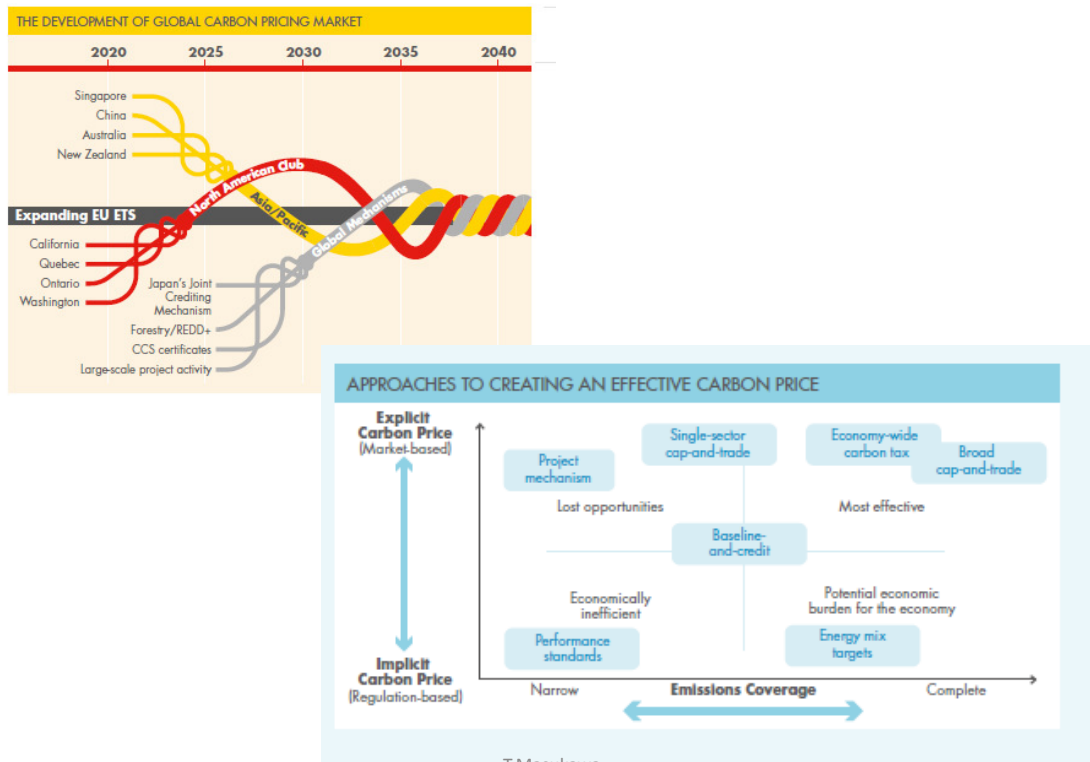 THE DEVELOPMENT OF GLOBAL CARBON PRICING MARKET
2020 2025 2030 2035 2040
Singapore
China
Australia
New Zealand
North American Club
Asia/Pacific
Global Mechanisms
Expanding EU ETS
California
Quebec
Ontario
Washington
Japan's Joint
Crediting
Mechanism
Forestry/REDD+
CCS certificates
Large-scale project activity
APPROACHES TO CREATING AN EFFECTIVE CARBON PRICE
Explicit
Carbon Price
(Market-based)
Implicit
Carbon Price
(Regulation-based)
Project
mechanism
Single-sector
cap-and-trade
Economy-wide
carbon tax
Broad
cap-and-trade
Lost opportunities
Most effective
Baseline-
and-credit
Economically
inefficient
Potential economic
burden for the economy
Performance
standards
Energy mix
targets
Narrow
Emissions Coverage
Complete